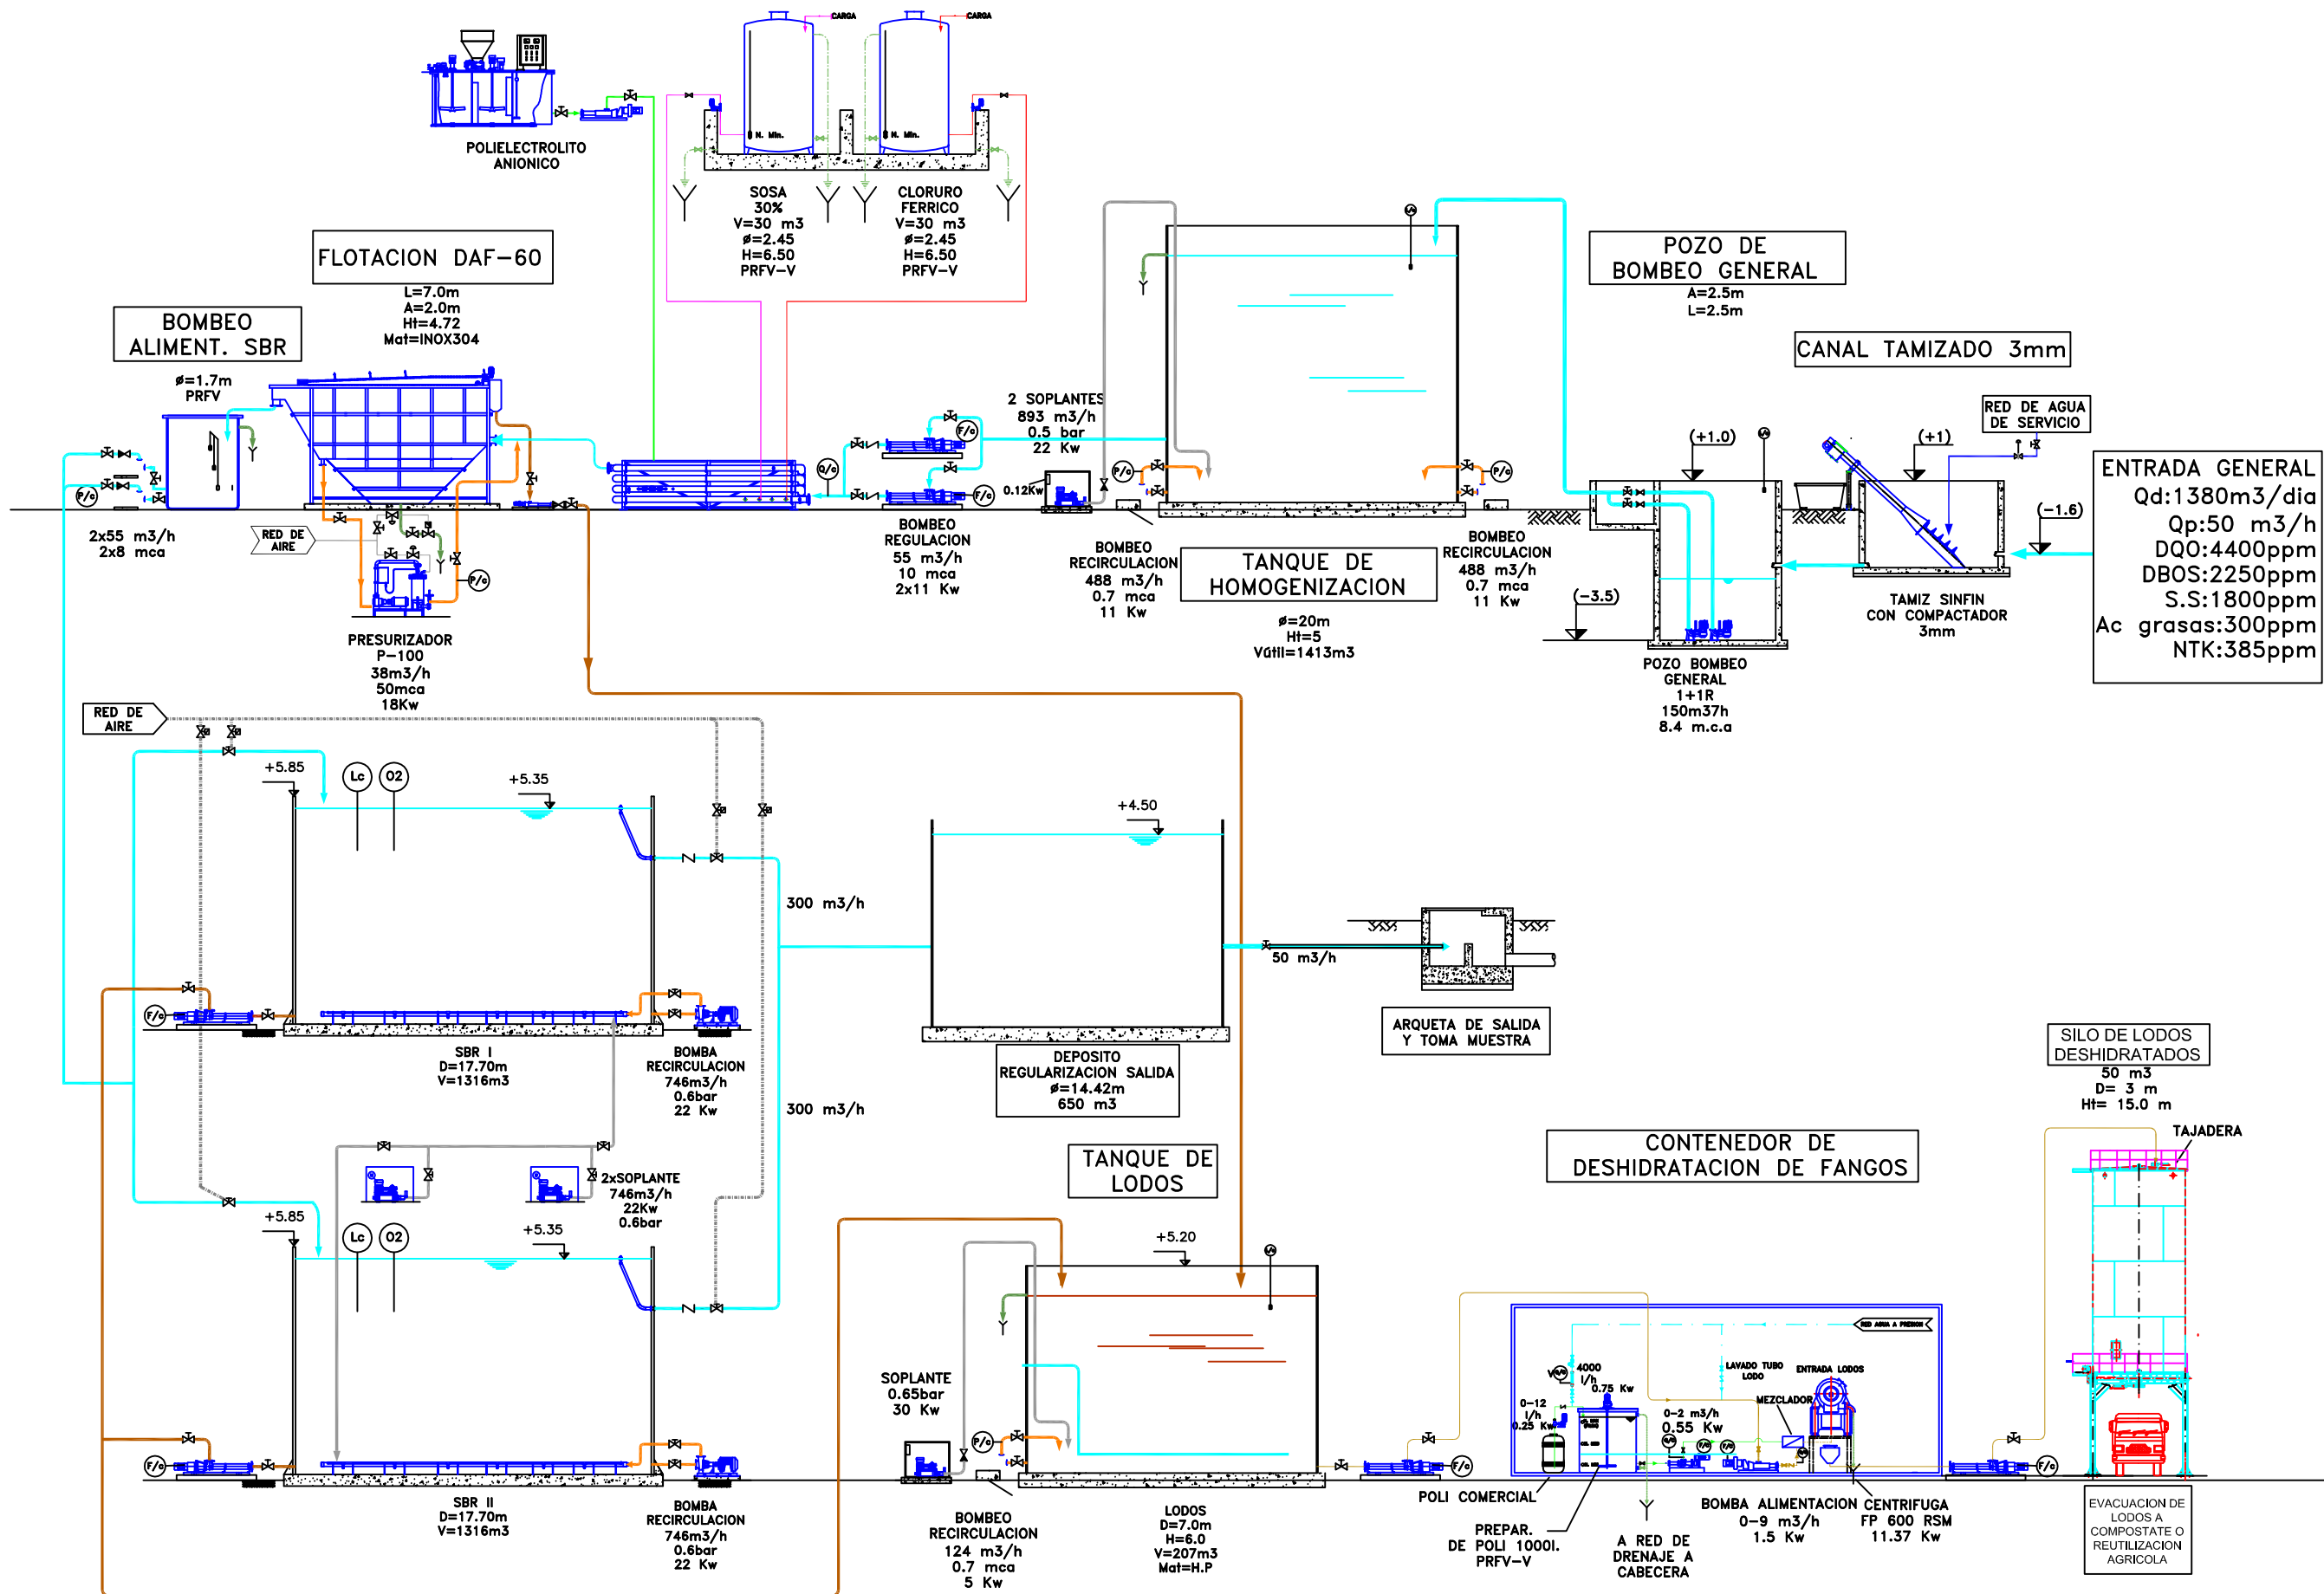 CARGA
CARGA
N. Min.
N. Min.
POLIELECTROLITO
ANIONICO
SOSA
30%
V=30 m3
ø=2.45
H=6.50
PRFV-V
CLORURO
FERRICO
V=30 m3
ø=2.45
H=6.50
PRFV-V
FLOTACION DAF-60
L=7.0m
A=2.0m
Ht=4.72
Mat=INOX304
BOMBEO
ALIMENT. SBR
ø=1.7m
PRFV
P/c
2x55 m3/h
2x8 mca
RED DE
AIRE
P/c
PRESURIZADOR
P-100
38m3/h
50mca
18Kw
Q/c
F/c
F/c
BOMBEO
REGULACION
55 m3/h
10 mca
2x11 Kw
2 SOPLANTES
893 m3/h
0.5 bar
22 Kw
0.12Kw
P/c
BOMBEO
RECIRCULACION
488 m3/h
0.7 mca
11 Kw
TANQUE DE
HOMOGENIZACION
ø=20m
Ht=5
Vútil=1413m3
P/c
BOMBEO
RECIRCULACION
488 m3/h
0.7 mca
11 Kw
POZO DE
BOMBEO GENERAL
A=2.5m
L=2.5m
(+1.0)
(-3.5)
POZO BOMBEO
GENERAL
1+1R
150m37h
8.4 m.c.a
CANAL TAMIZADO 3mm
RED DE AGUA
DE SERVICIO
(+1)
(-1.6)
TAMIZ SINFIN
CON COMPACTADOR
3mm
ENTRADA GENERAL
Qd:1380m3/dia
Qp:50 m3/h
DQO:4400ppm
DBOS:2250ppm
S.S:1800ppm
Ac grasas:300ppm
NTK:385ppm
RED DE
AIRE
+5.85
Lc
O2
+5.35
300 m3/h
F/c
SBR I
D=17.70m
V=1316m3
BOMBA
RECIRCULACION
746m3/h
0.6bar
22 Kw
300 m3/h
2xSOPLANTE
746m3/h
22Kw
0.6bar
+5.85
Lc
O2
+5.35
F/c
SBR II
D=17.70m
V=1316m3
BOMBA
RECIRCULACION
746m3/h
0.6bar
22 Kw
+4.50
50 m3/h
DEPOSITO
REGULARIZACION SALIDA
ø=14.42m
650 m3
ARQUETA DE SALIDA
Y TOMA MUESTRA
TANQUE DE
LODOS
+5.20
SOPLANTE
0.65bar
30 Kw
P/c
BOMBEO
RECIRCULACION
124 m3/h
0.7 mca
5 Kw
LODOS
D=7.0m
H=6.0
V=207m3
Mat=H.P
F/c
CONTENEDOR DE
DESHIDRATACION DE FANGOS
4000
l/h
0.75 Kw
0-12
l/h
0.25 Kw
LAVADO TUBO
LODO
ENTRADA LODOS
MEZCLADOR
0-2 m3/h
0.55 Kw
POLI COMERCIAL
PREPAR.
DE POLI 1000l.
PRFV-V
A RED DE
DRENAJE A
CABECERA
BOMBA ALIMENTACION
0-9 m3/h
1.5 Kw
CENTRIFUGA
FP 600 RSM
11.37 Kw
F/c
SILO DE LODOS
DESHIDRATADOS
50 m3
D= 3 m
Ht= 15.0 m
TAJADERA
EVACUACION DE
LODOS A
COMPOSTATE O
REUTILIZACION
AGRICOLA